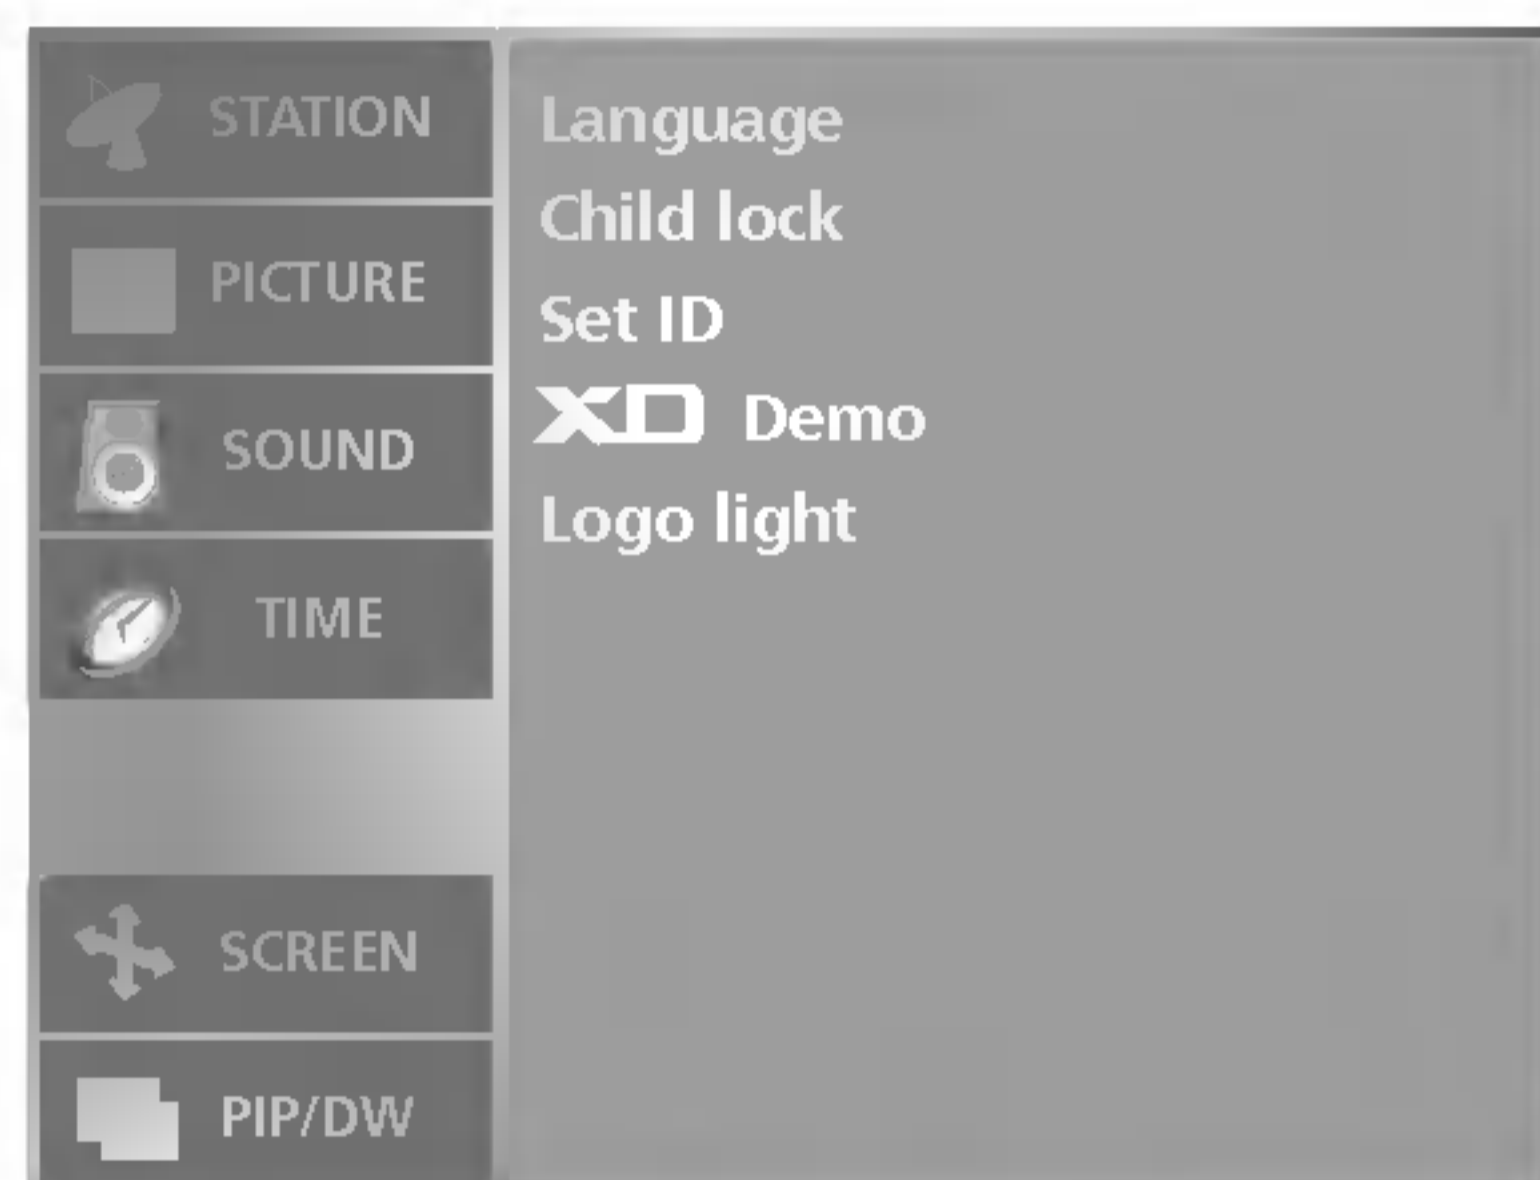 STATION
PICTURE
SOUND
TIME
SCREEN
PIP/DW
Language
Child lock
Set ID
XD Demo
Logo light